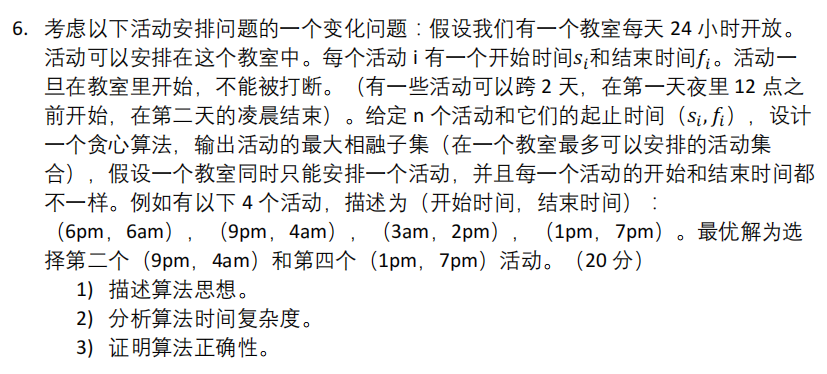 6. 考虑以下活动安排问题的一个变化问题：假设我们有一个教室每天 24 小时开放。
活动可以安排在这个教室中。每个活动 i 有一个开始时间sᵢ和结束时间fᵢ。活动一
旦在教室里开始，不能被打断。（有一些活动可以跨 2 天，在第一天夜里 12 点之
前开始，在第二天的凌晨结束）。给定 n 个活动和它们的起止时间（sᵢ, fᵢ），设计
一个贪心算法，输出活动的最大相融子集（在一个教室最多可以安排的活动集
合），假设一个教室同时只能安排一个活动，并且每一个活动的开始和结束时间都
不一样。例如有以下 4 个活动，描述为（开始时间，结束时间）：
（6pm，6am），（9pm，4am），（3am，2pm），（1pm，7pm）。最优解为选
择第二个（9pm，4am）和第四个（1pm，7pm）活动。（20 分）
1) 描述算法思想。
2) 分析算法时间复杂度。
3) 证明算法正确性。